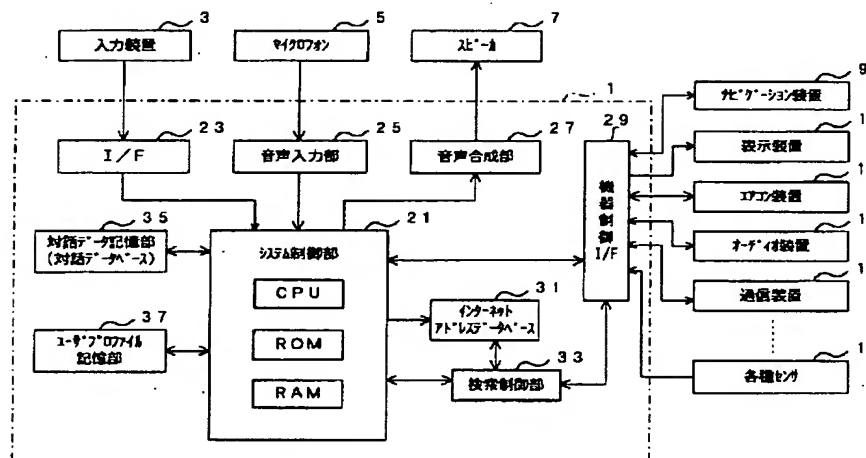 3
入力装置
5
マイクロフォン
7
スピーカ
1
23
I/F
25
音声入力部
27
音声合成部
29
機器制御I/F
9
ナビゲーション装置
1
表示装置
1
エアコン装置
1
オーディオ装置
1
通信装置
1
各種センサ
35
対話データ記憶部
(対話データベース)
37
ユーザプロファイル
記憶部
21
システム制御部
CPU
ROM
RAM
31
インターネット
アドレスデータベース
33
検索制御部